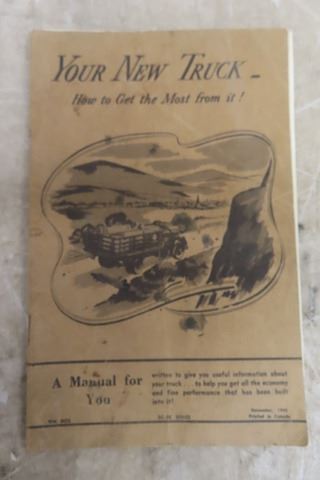 YOUR NEW TRUCK —
How to Get the Most from it!
A Manual for
You
written to give you useful information about
your truck . . . to help you get all the economy
and fine performance that has been built
into it!
Printed in Canada